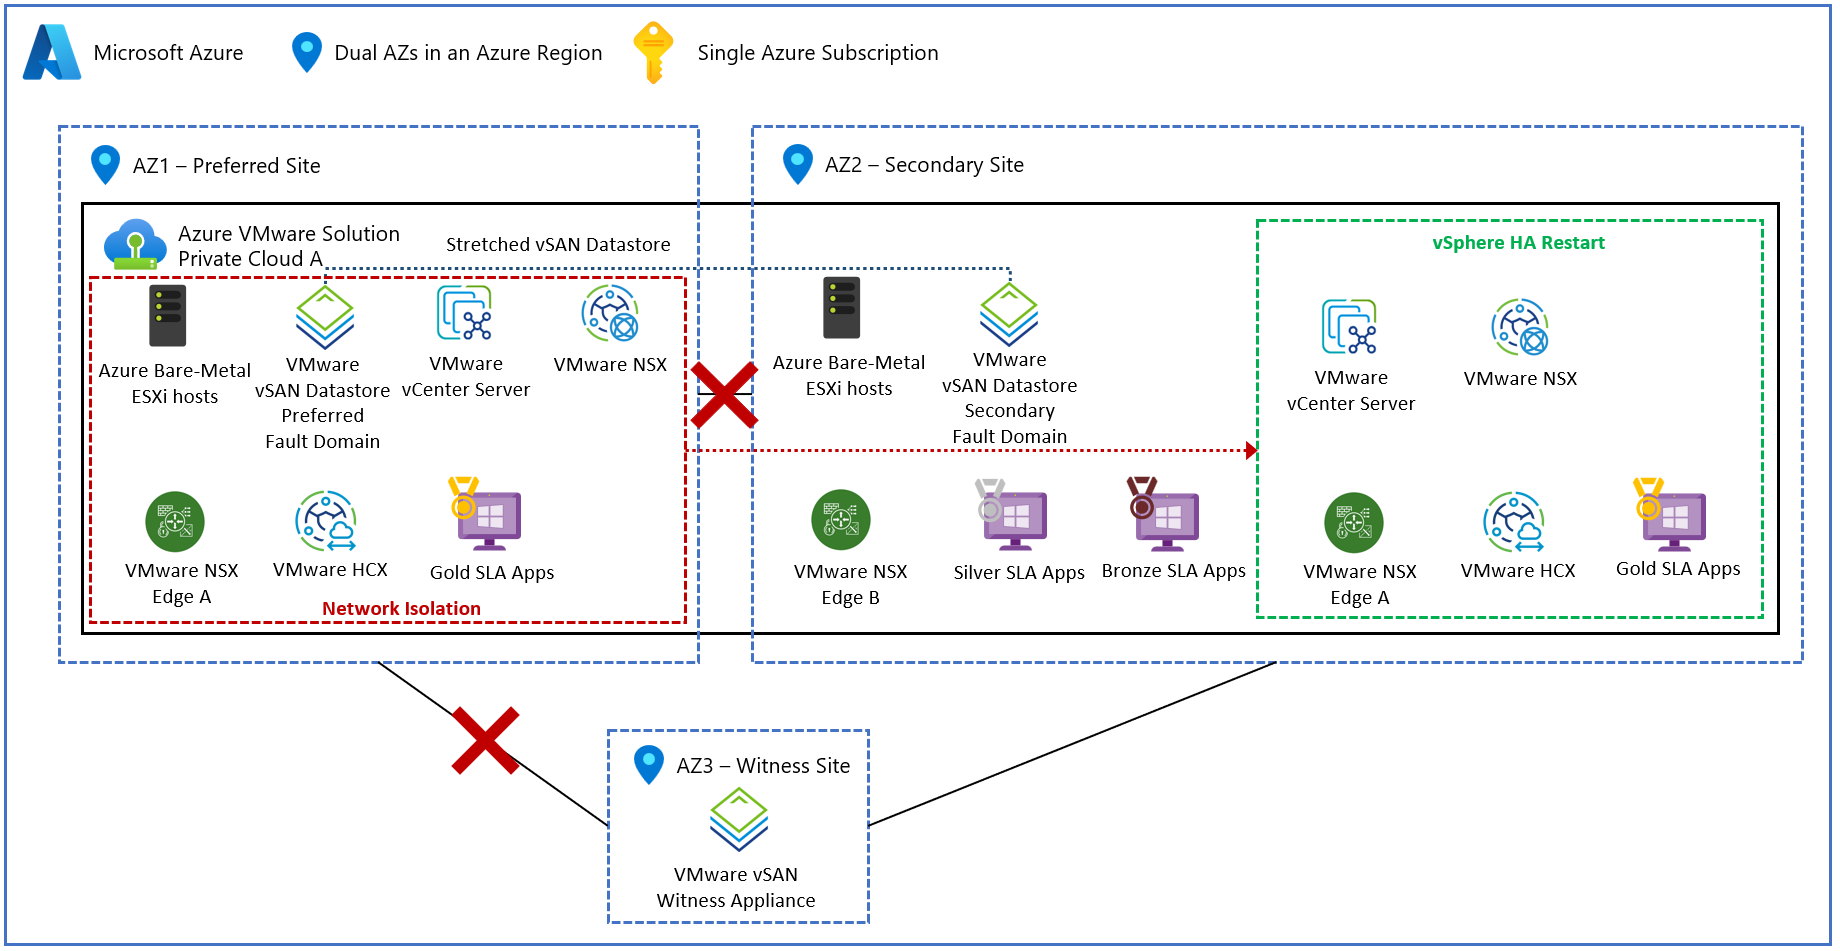 Microsoft Azure
Dual AZs in an Azure Region
Single Azure Subscription
AZ1 – Preferred Site
AZ2 – Secondary Site
Azure VMware Solution
Private Cloud A
Stretched vSAN Datastore
vSphere HA Restart
Azure Bare-Metal
ESXi hosts
VMware
vSAN Datastore
Preferred
Fault Domain
VMware
vCenter Server
VMware NSX
Azure Bare-Metal
ESXi hosts
VMware
vSAN Datastore
Secondary
Fault Domain
VMware
vCenter Server
VMware NSX
VMware NSX
Edge A
VMware HCX
Gold SLA Apps
Network Isolation
VMware NSX
Edge B
Silver SLA Apps
Bronze SLA Apps
VMware NSX
Edge A
VMware HCX
Gold SLA Apps
AZ3 – Witness Site
VMware vSAN
Witness Appliance